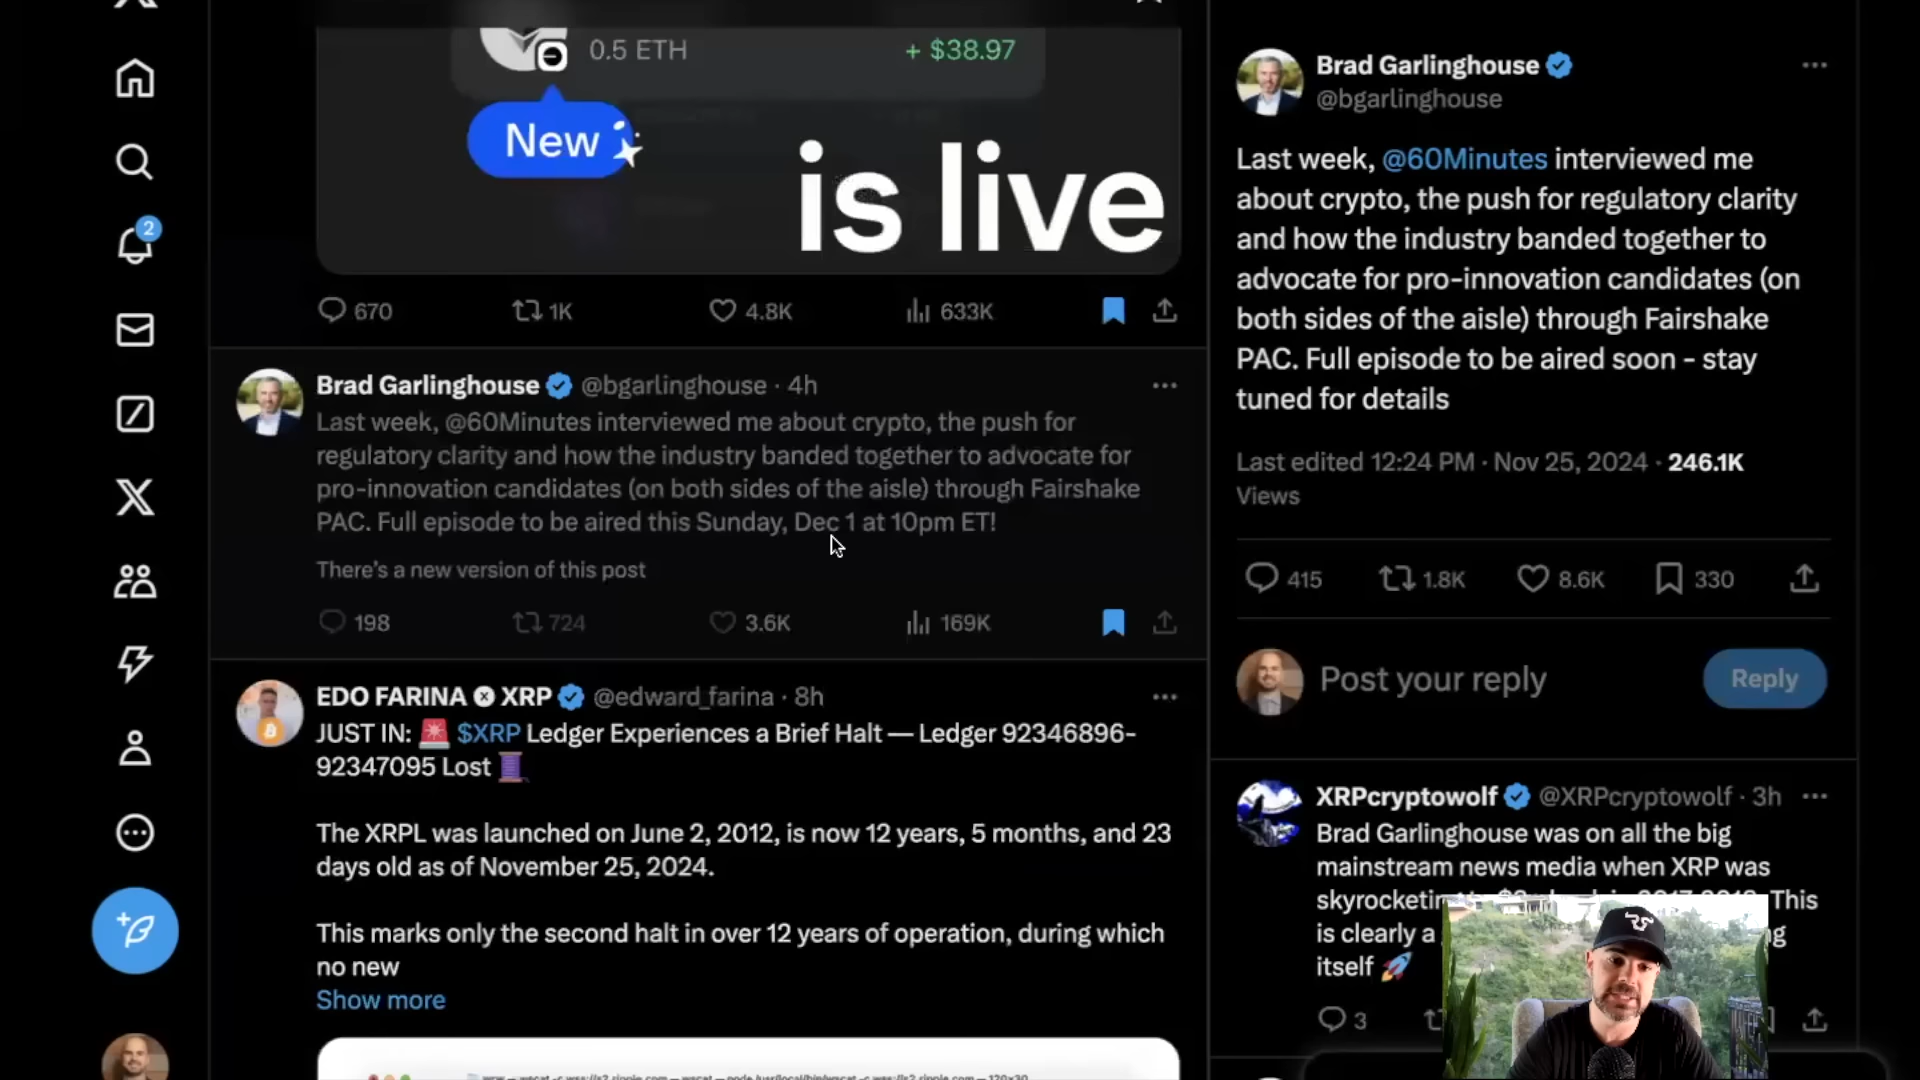 0.5 ETH
+ $38.97
New
is live
670
1K
4.8K
633K
2
Brad Garlinghouse @bgarlinghouse · 4h
Last week, @60Minutes interviewed me about crypto, the push for
regulatory clarity and how the industry banded together to advocate for
pro-innovation candidates (on both sides of the aisle) through Fairshake
PAC. Full episode to be aired this Sunday, Dec 1 at 10pm ET!
There's a new version of this post
198
724
3.6K
169K
EDO FARINA XRP @edward_farina · 8h
JUST IN: 🚨 $XRP Ledger Experiences a Brief Halt — Ledger 92346896-
92347095 Lost 🧵
The XRPL was launched on June 2, 2012, is now 12 years, 5 months, and 23
days old as of November 25, 2024.
This marks only the second halt in over 12 years of operation, during which
no new
Show more
Brad Garlinghouse
@bgarlinghouse
Last week, @60Minutes interviewed me
about crypto, the push for regulatory clarity
and how the industry banded together to
advocate for pro-innovation candidates (on
both sides of the aisle) through Fairshake
PAC. Full episode to be aired soon - stay
tuned for details
Last edited 12:24 PM · Nov 25, 2024 · 246.1K
Views
415
1.8K
8.6K
330
Post your reply
Reply
XRPcryptowolf @XRPcryptowolf · 3h
Brad Garlinghouse was on all the big
mainstream news media when XRP was
This
is clearly a
itself 🚀
3